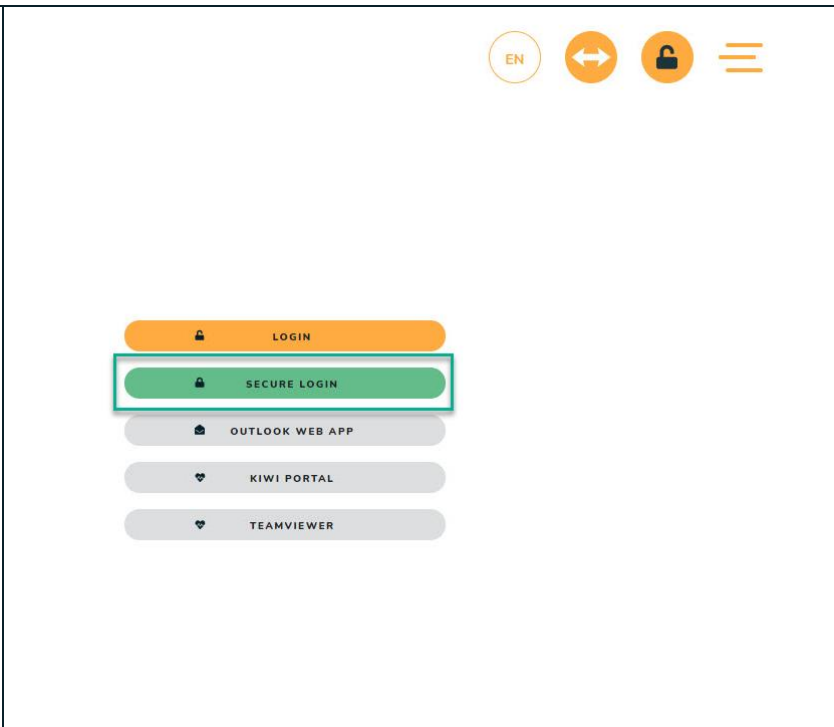 EN
LOGIN
SECURE LOGIN
OUTLOOK WEB APP
KIWI PORTAL
TEAMVIEWER